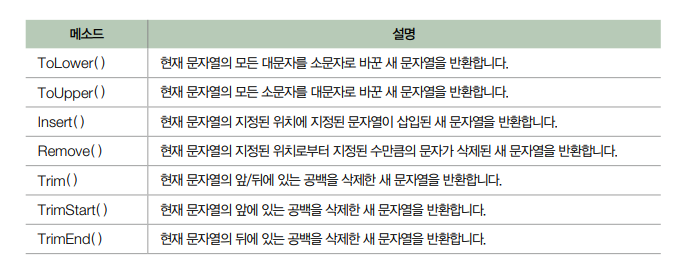 메소드 설명
ToLower( ) 현재 문자열의 모든 대문자를 소문자로 바꾼 새 문자열을 반환합니다.
ToUpper( ) 현재 문자열의 모든 소문자를 대문자로 바꾼 새 문자열을 반환합니다.
Insert( ) 현재 문자열의 지정된 위치에 지정된 문자열이 삽입된 새 문자열을 반환합니다.
Remove( ) 현재 문자열의 지정된 위치로부터 지정된 수만큼의 문자가 삭제된 새 문자열을 반환합니다.
Trim( ) 현재 문자열의 앞/뒤에 있는 공백을 삭제한 새 문자열을 반환합니다.
TrimStart( ) 현재 문자열의 앞에 있는 공백을 삭제한 새 문자열을 반환합니다.
TrimEnd( ) 현재 문자열의 뒤에 있는 공백을 삭제한 새 문자열을 반환합니다.